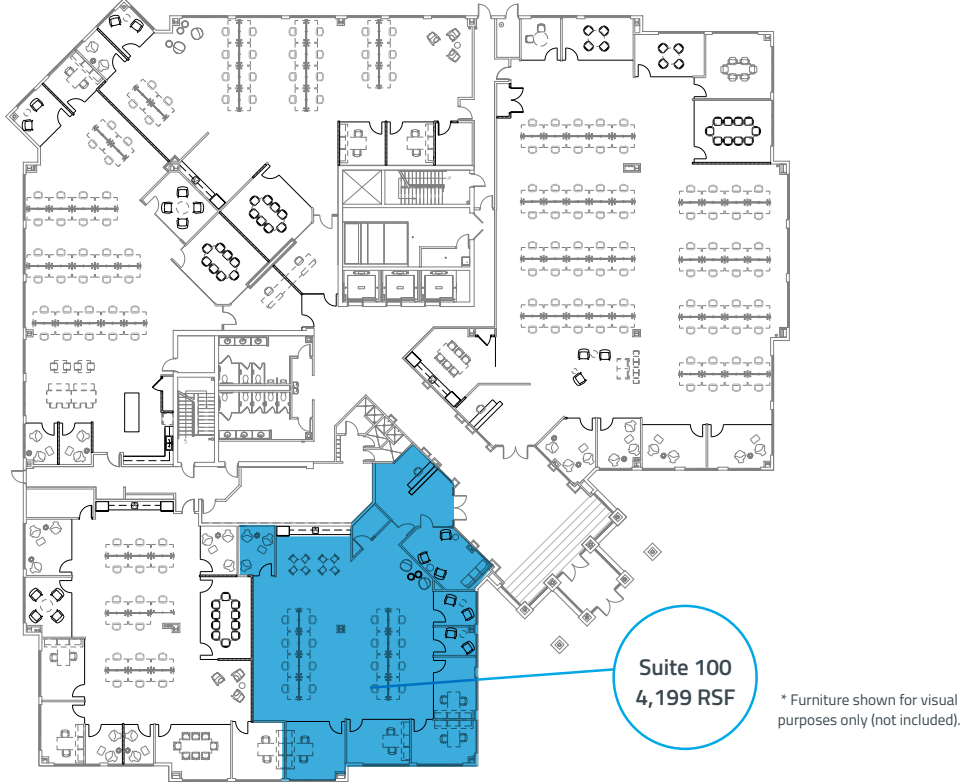 Suite 100
4,199 RSF
* Furniture shown for visual
purposes only (not included).